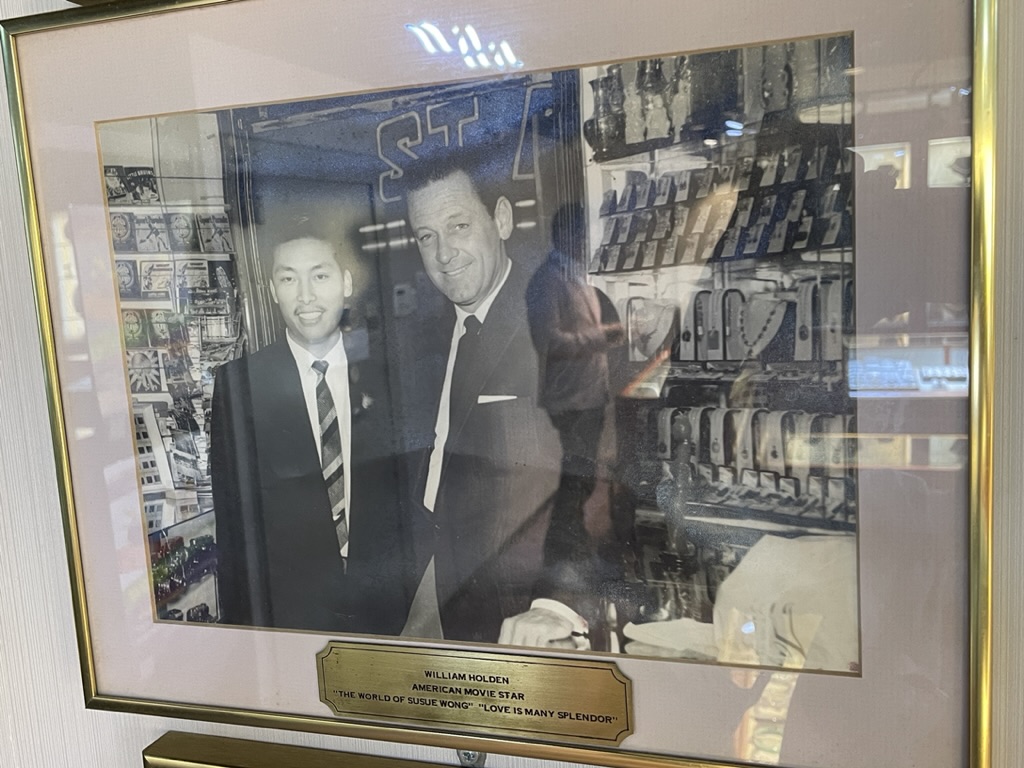 WILLIAM HOLDEN
AMERICAN MOVIE STAR
"THE WORLD OF SUSUE WONG" "LOVE IS MANY SPLENDOR"